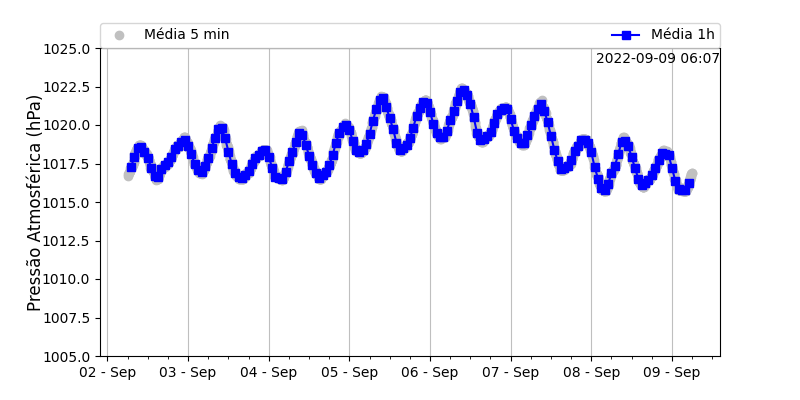 Média 5 min
Média 1h
2022-09-09 06:07
Pressão Atmosférica (hPa)
1025.0
1022.5
1020.0
1017.5
1015.0
1012.5
1010.0
1007.5
1005.0
02 - Sep
03 - Sep
04 - Sep
05 - Sep
06 - Sep
07 - Sep
08 - Sep
09 - Sep